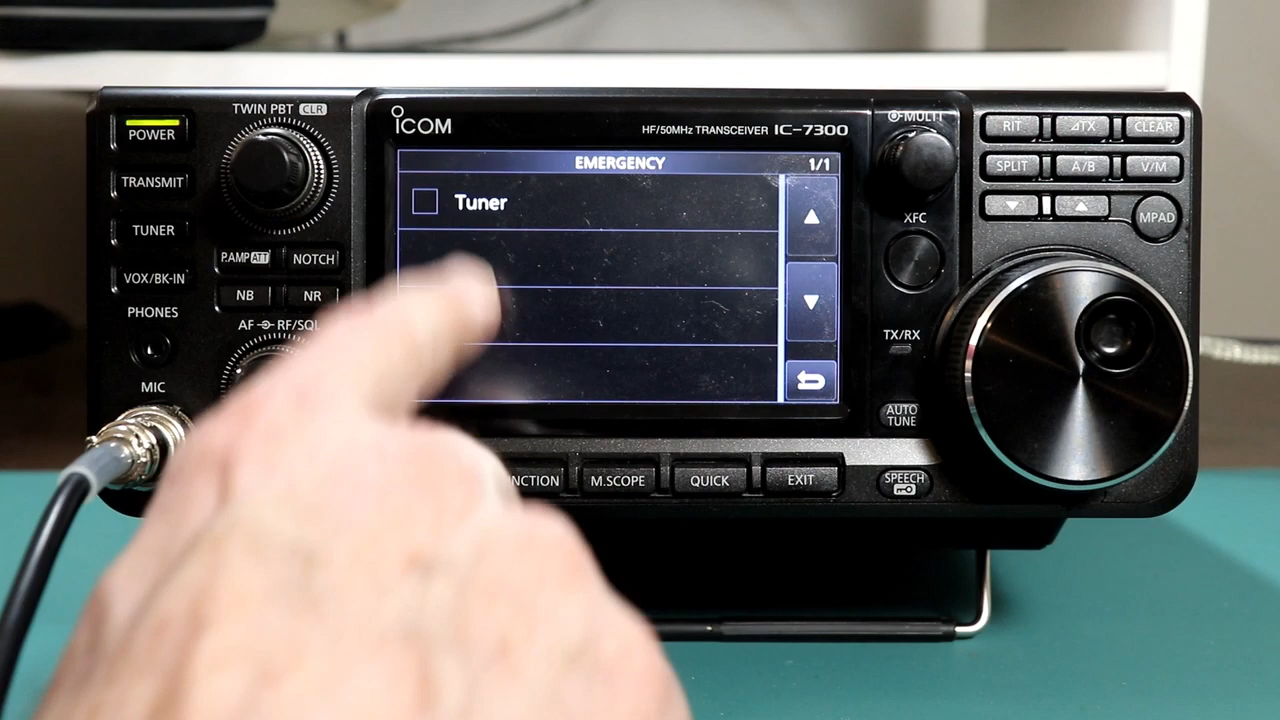 POWER
TRANSMIT
TUNER
VOX/BK-IN
PHONES
MIC
TWIN PBT CLR
P.AMP ATT
NOTCH
NB
NR
AF RF/SQL
ICOM
HF/50MHz TRANSCEIVER IC-7300
EMERGENCY 1/1
Tuner
M.SCOPE
QUICK
EXIT
MULTI
XFC
TX/RX
AUTO
TUNE
SPEECH
RIT
⊿TX
CLEAR
SPLIT
A/B
V/M
MPAD